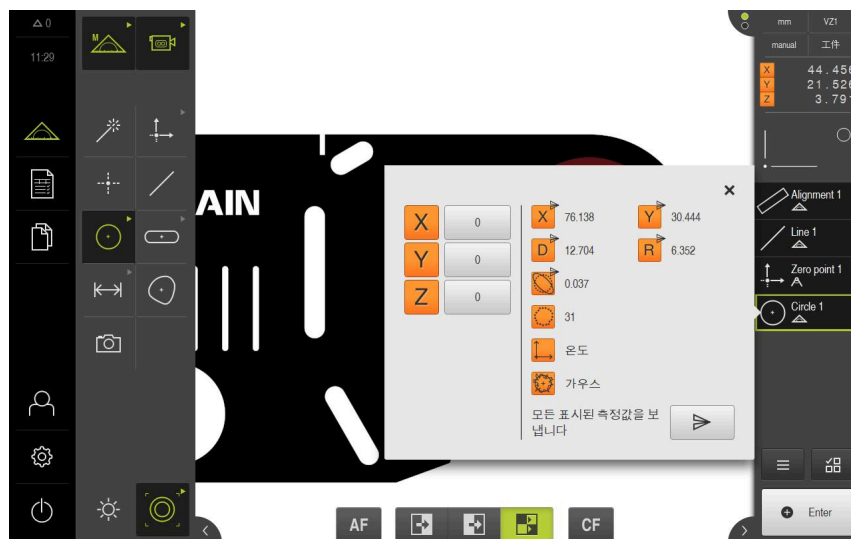 0
11:29
M
AIN
X
0
Y
0
Z
0
X
76.138
Y
30.444
D
12.704
R
6.352
0.037
31
온도
가우스
모든 표시된 측정값을 보
냅니다
AF
CF
mm
VZ1
manual
工件
X
44.456
Y
21.526
Z
3.791
Alignment 1
Line 1
Zero point 1
Circle 1
Enter